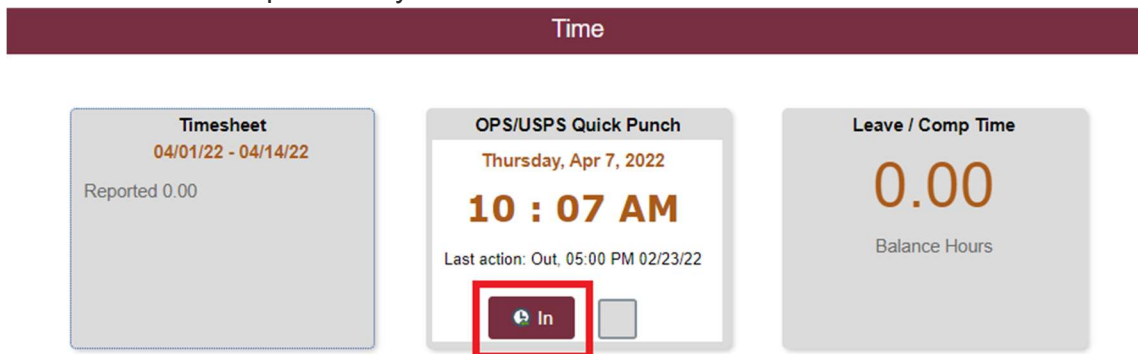 Time
Timesheet
04/01/22 - 04/14/22
Reported 0.00
OPS/USPS Quick Punch
Thursday, Apr 7, 2022
10 : 07 AM
Last action: Out, 05:00 PM 02/23/22
In
Leave / Comp Time
0.00
Balance Hours